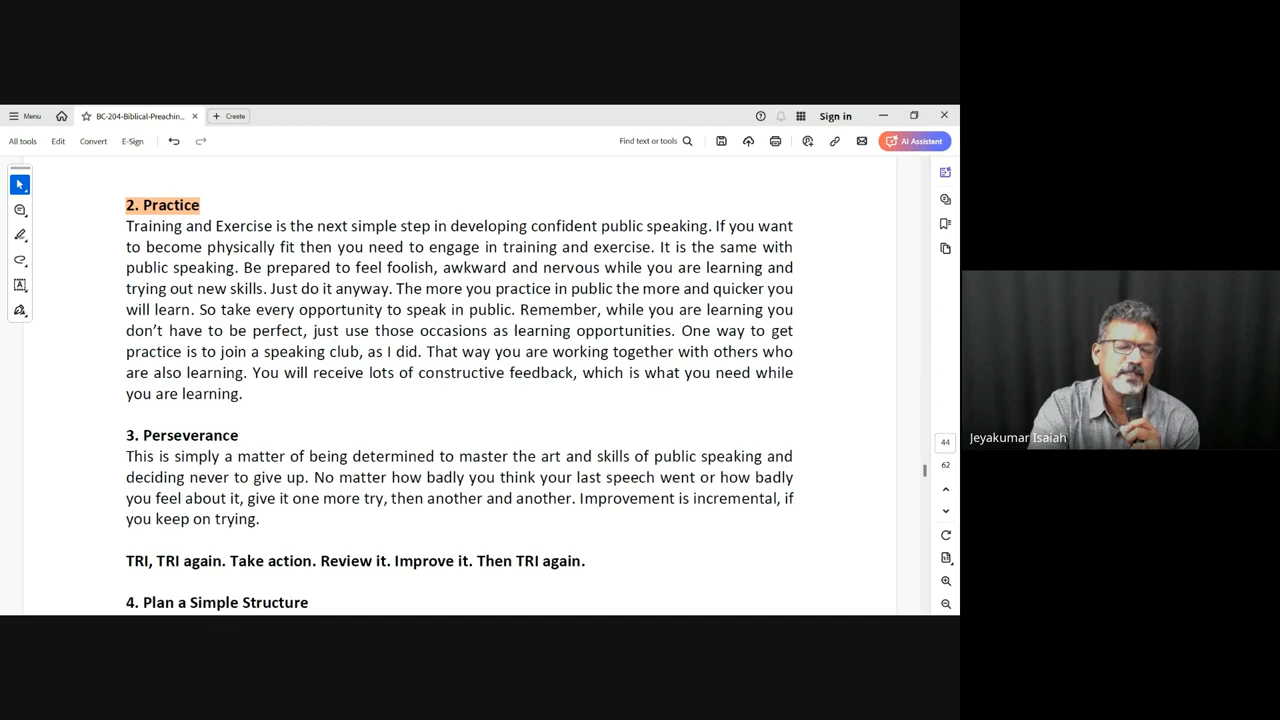 Menu
BC-204-Biblical-Preachin...
Create
Sign in
All tools
Edit
Convert
E-Sign
Find text or tools
AI Assistant
2. Practice
Training and Exercise is the next simple step in developing confident public speaking. If you want
to become physically fit then you need to engage in training and exercise. It is the same with
public speaking. Be prepared to feel foolish, awkward and nervous while you are learning and
trying out new skills. Just do it anyway. The more you practice in public the more and quicker you
will learn. So take every opportunity to speak in public. Remember, while you are learning you
don't have to be perfect, just use those occasions as learning opportunities. One way to get
practice is to join a speaking club, as I did. That way you are working together with others who
are also learning. You will receive lots of constructive feedback, which is what you need while
you are learning.
3. Perseverance
This is simply a matter of being determined to master the art and skills of public speaking and
deciding never to give up. No matter how badly you think your last speech went or how badly
you feel about it, give it one more try, then another and another. Improvement is incremental, if
you keep on trying.
TRI, TRI again. Take action. Review it. Improve it. Then TRI again.
4. Plan a Simple Structure
44
62
Jeyakumar Isaiah